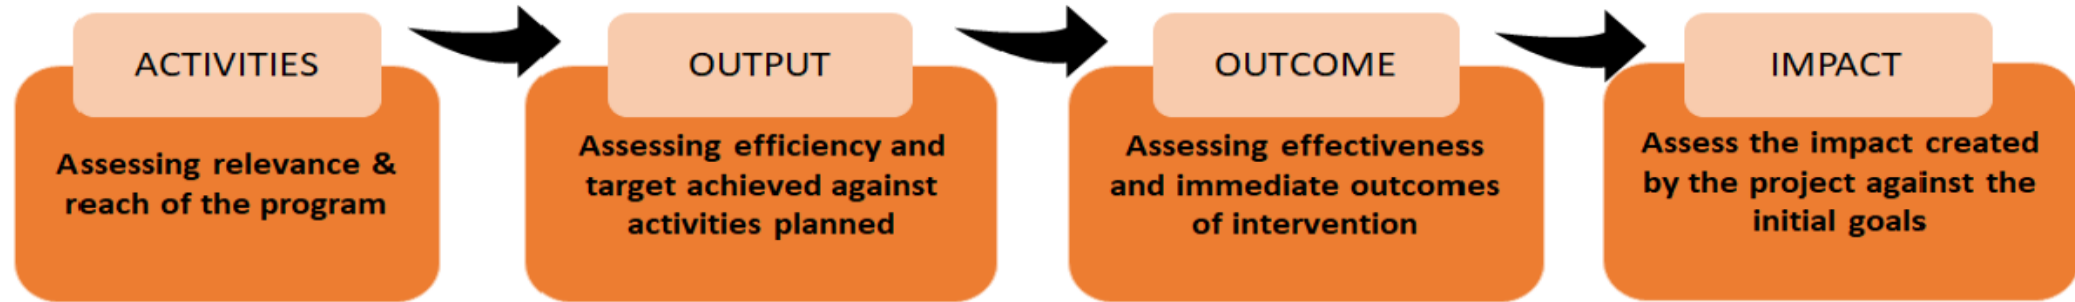 ACTIVITIES
Assessing relevance &
reach of the program
OUTPUT
Assessing efficiency and
target achieved against
activities planned
OUTCOME
Assessing effectiveness
and immediate outcomes
of intervention
IMPACT
Assess the impact created
by the project against the
initial goals